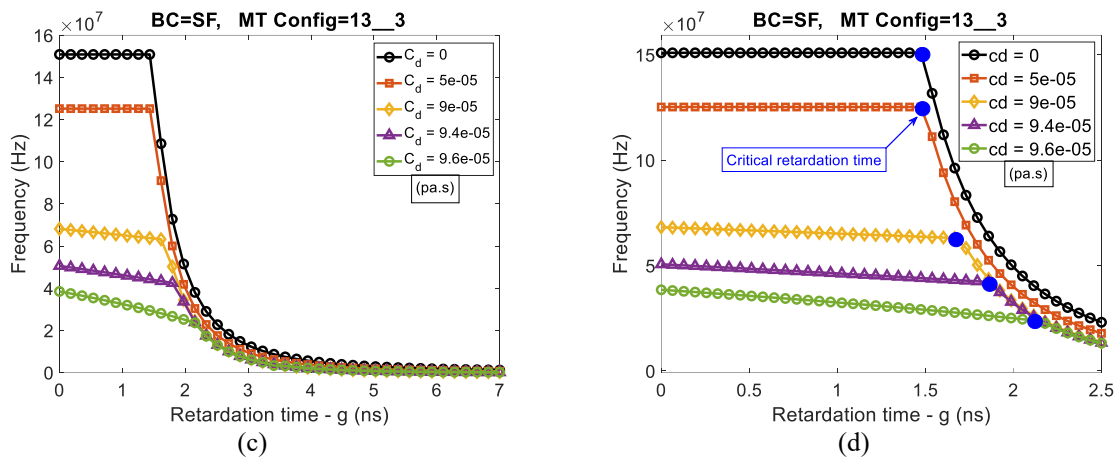 BC=SF, MT Config=13__3
×10⁷
16
14
12
10
8
6
4
2
0
Frequency (Hz)
C_d = 0
C_d = 5e-05
C_d = 9e-05
C_d = 9.4e-05
C_d = 9.6e-05
(pa.s)
0 1 2 3 4 5 6 7
Retardation time - g (ns)
(c)
BC=SF, MT Config=13__3
×10⁷
15
10
5
0
Frequency (Hz)
cd = 0
cd = 5e-05
cd = 9e-05
cd = 9.4e-05
cd = 9.6e-05
(pa.s)
Critical retardation time
0 0.5 1 1.5 2 2.5
Retardation time - g (ns)
(d)